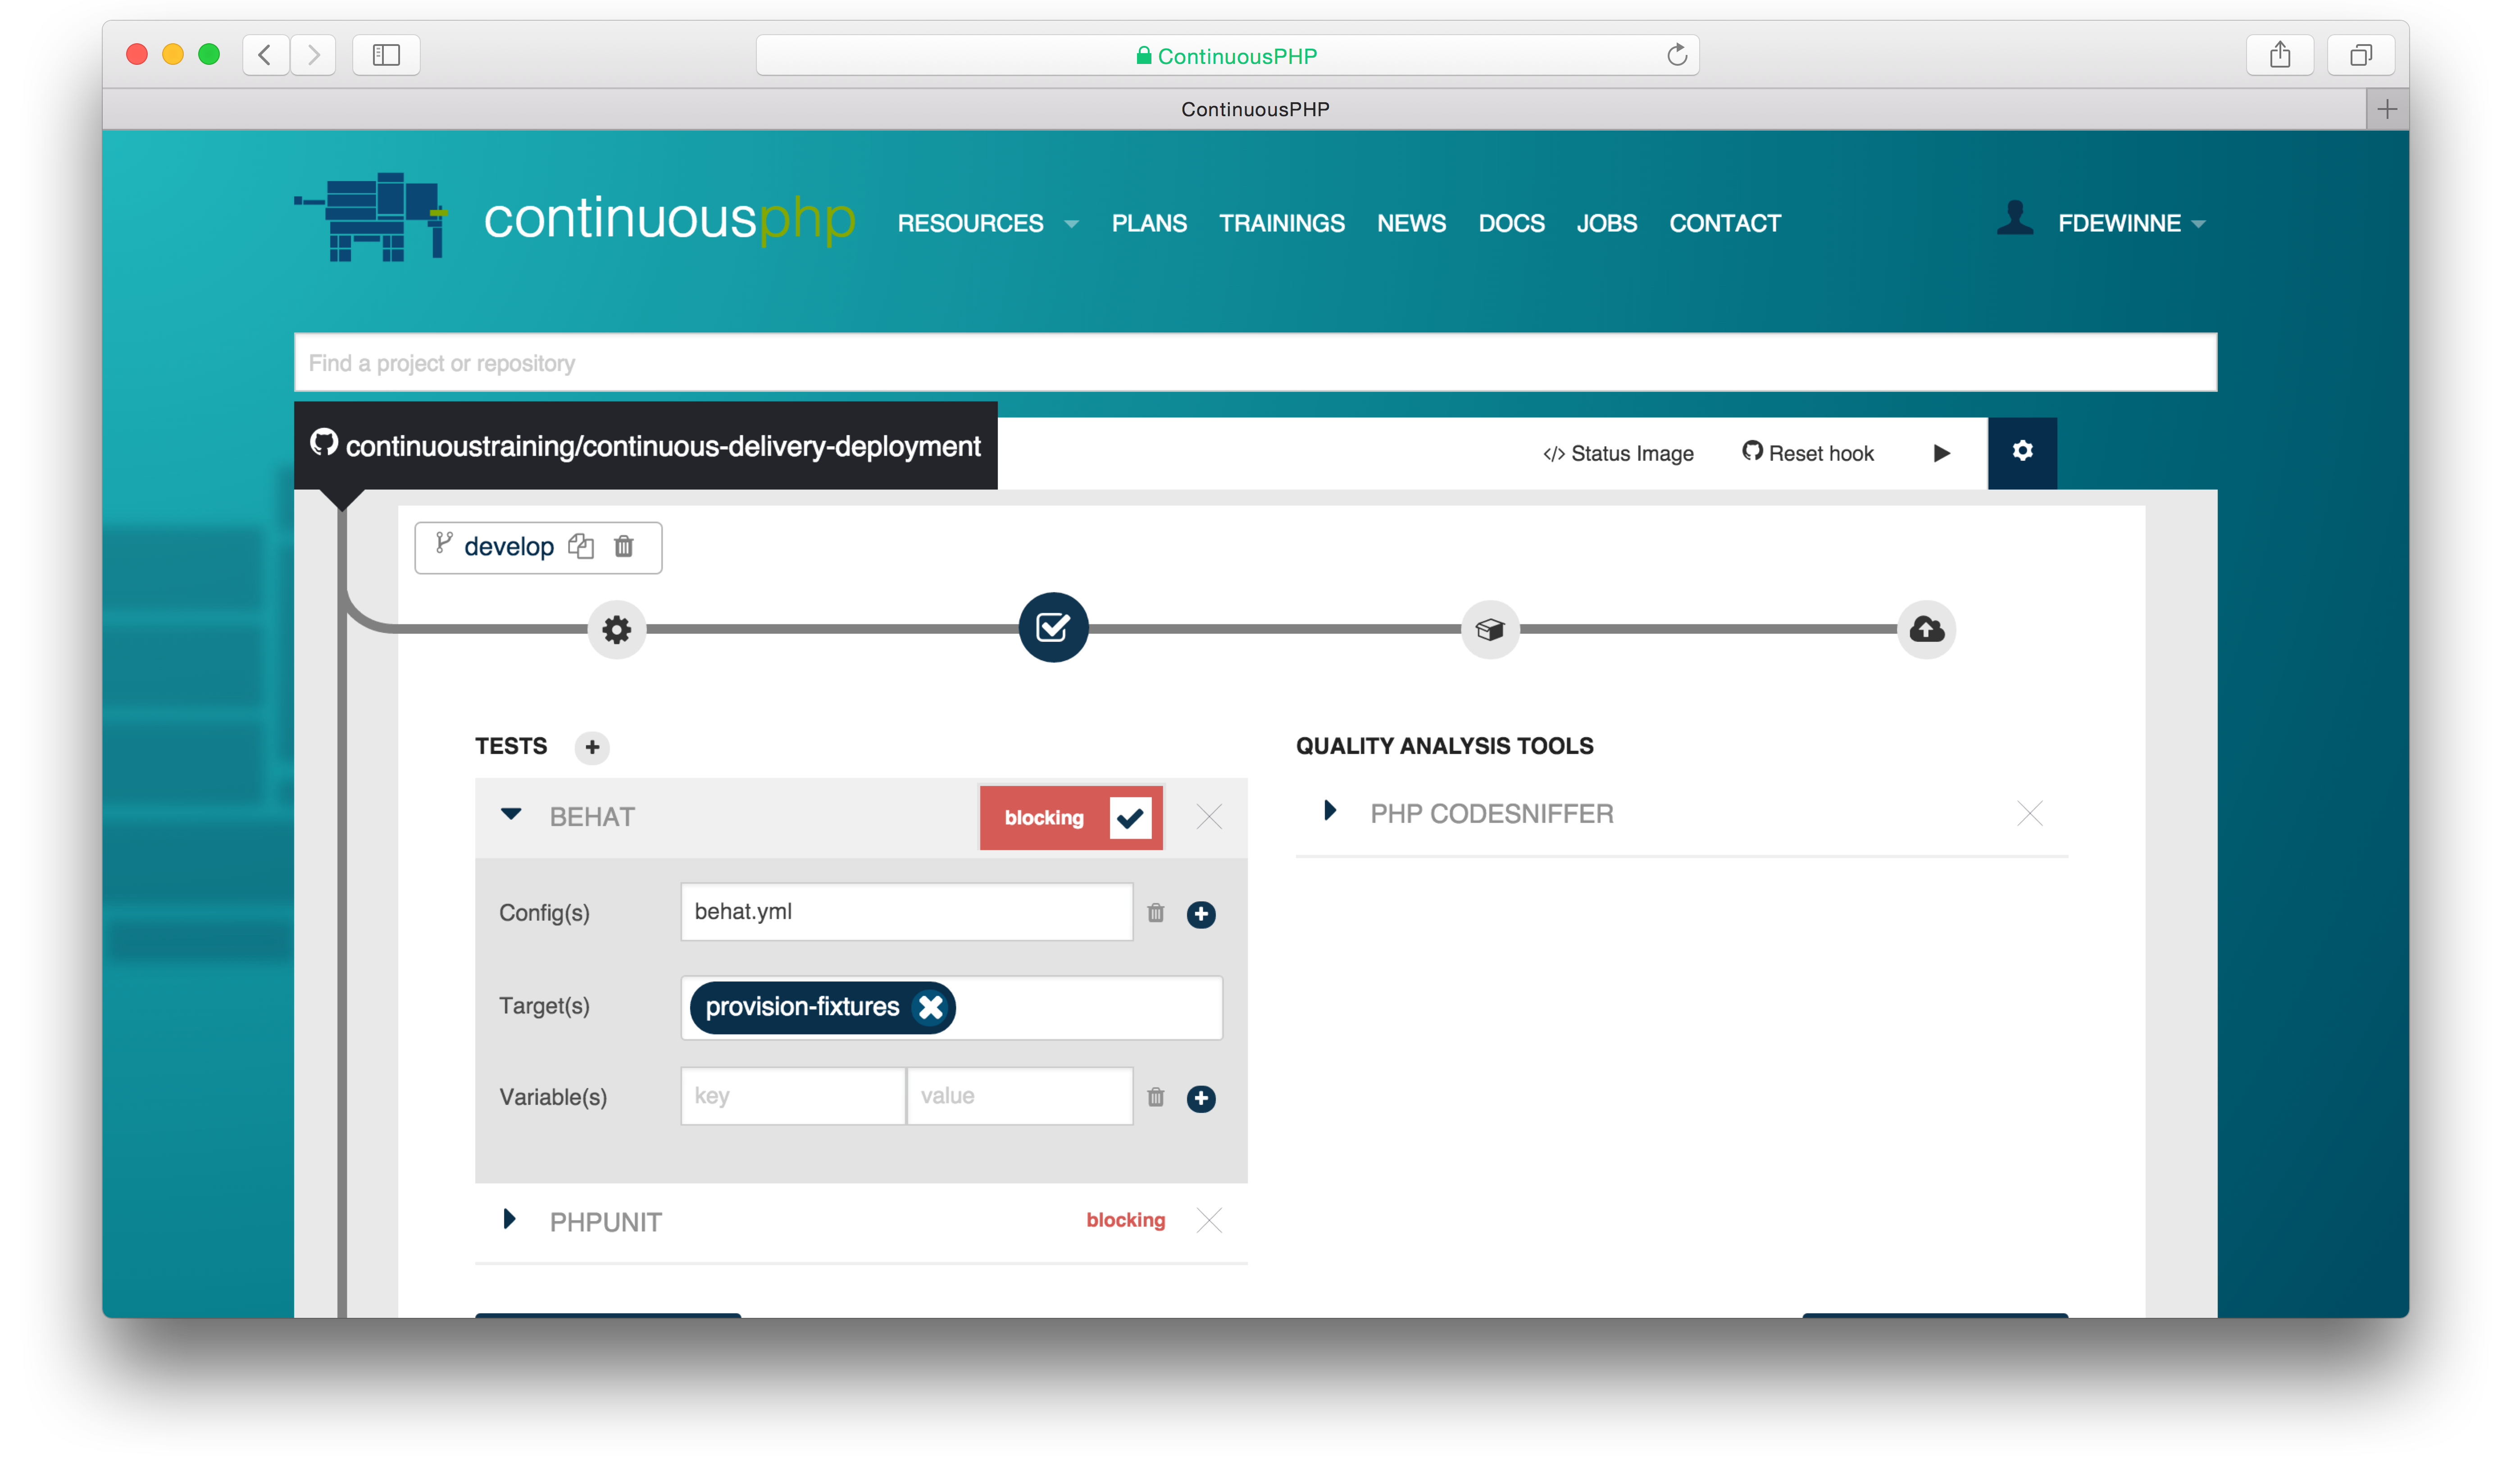 ContinuousPHP
ContinuousPHP
continuousphp RESOURCES PLANS TRAININGS NEWS DOCS JOBS CONTACT FDEWINNE
Find a project or repository
continuoustraining/continuous-delivery-deployment
</> Status Image Reset hook
develop
TESTS
QUALITY ANALYSIS TOOLS
BEHAT blocking
PHP CODESNIFFER
Config(s) behat.yml
Target(s) provision-fixtures
Variable(s) key value
PHPUNIT blocking